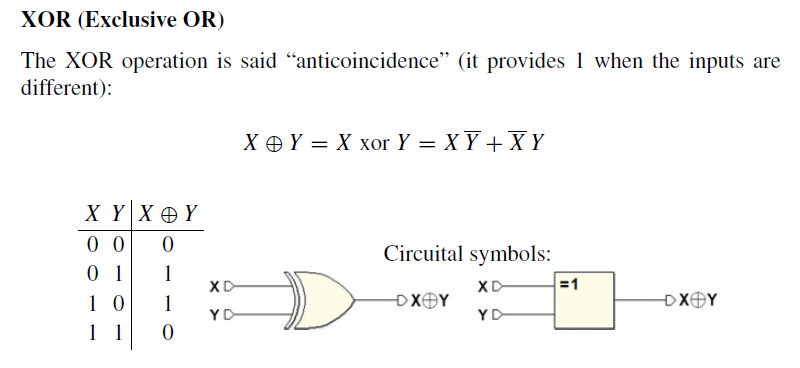 XOR (Exclusive OR)
The XOR operation is said “anticoincidence” (it provides 1 when the inputs are
different):
X ⊕ Y = X xor Y = X Y̅ + X̅ Y
X Y X ⊕ Y
0 0 0
0 1 1
1 0 1
1 1 0
Circuital symbols:
X
Y
X⊕Y
X
Y
=1
X⊕Y